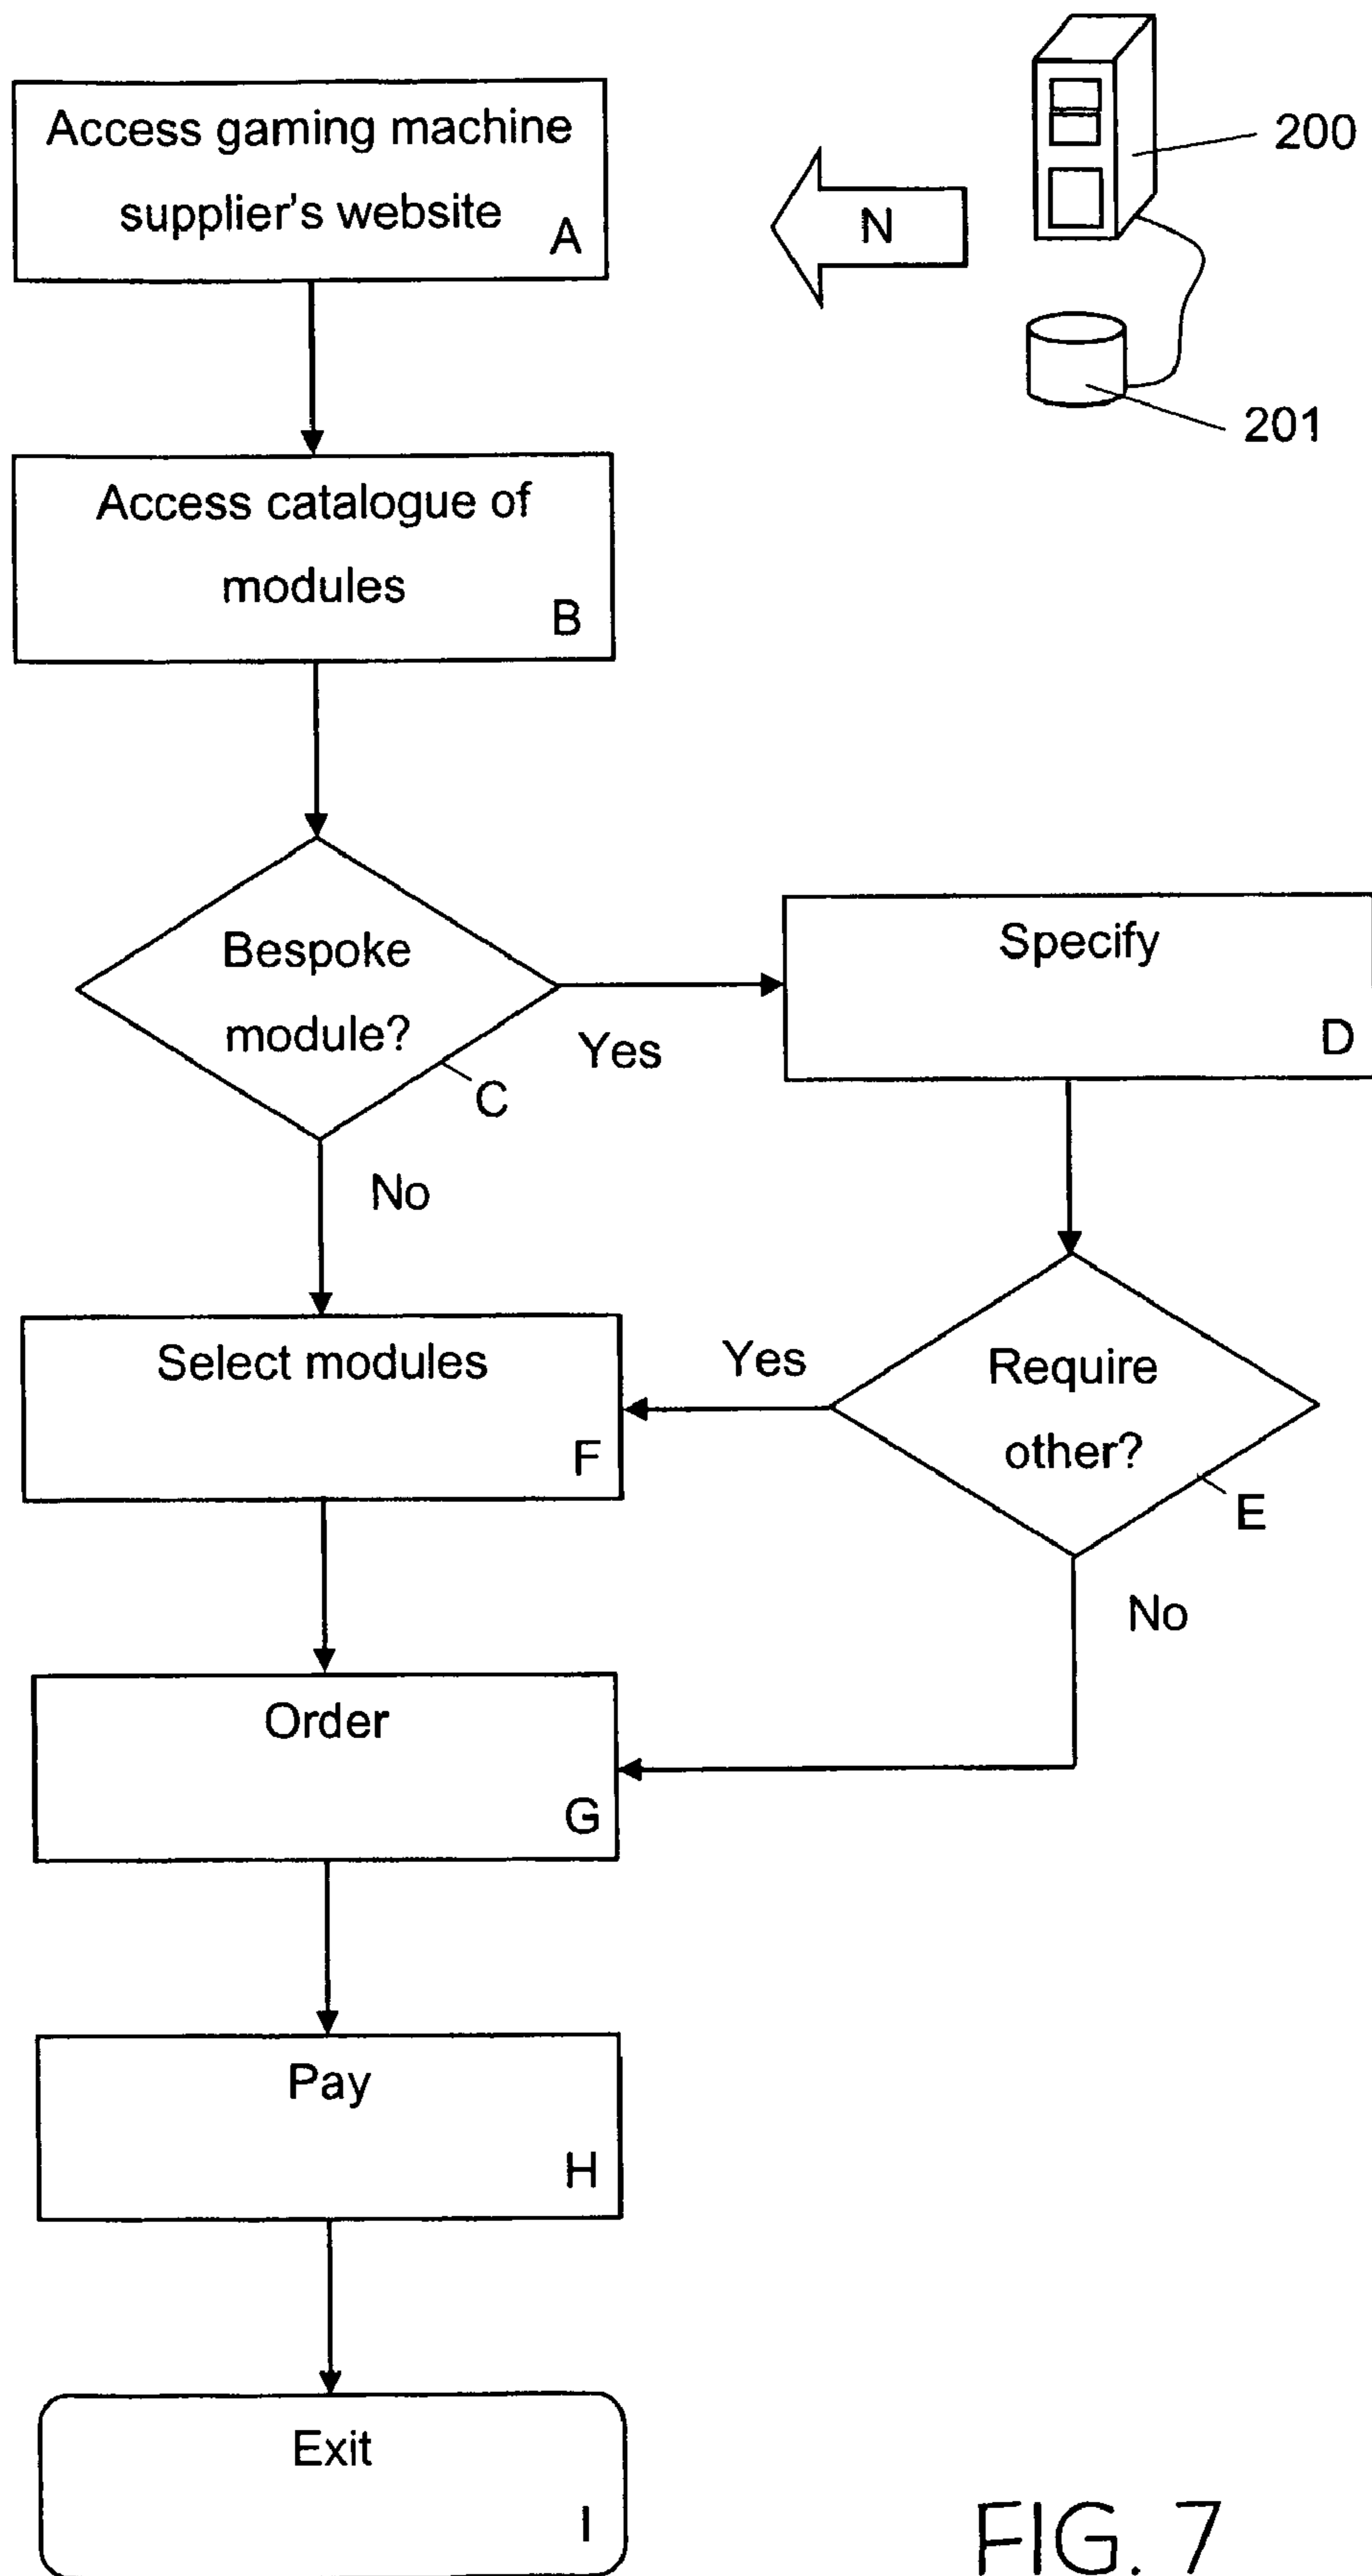 Access gaming machine
supplier's website
A
N
200
201
Access catalogue of
modules
B
Bespoke
module?
C
Yes
No
Specify
D
Require
other?
E
Yes
No
Select modules
F
Order
G
Pay
H
Exit
I
FIG. 7